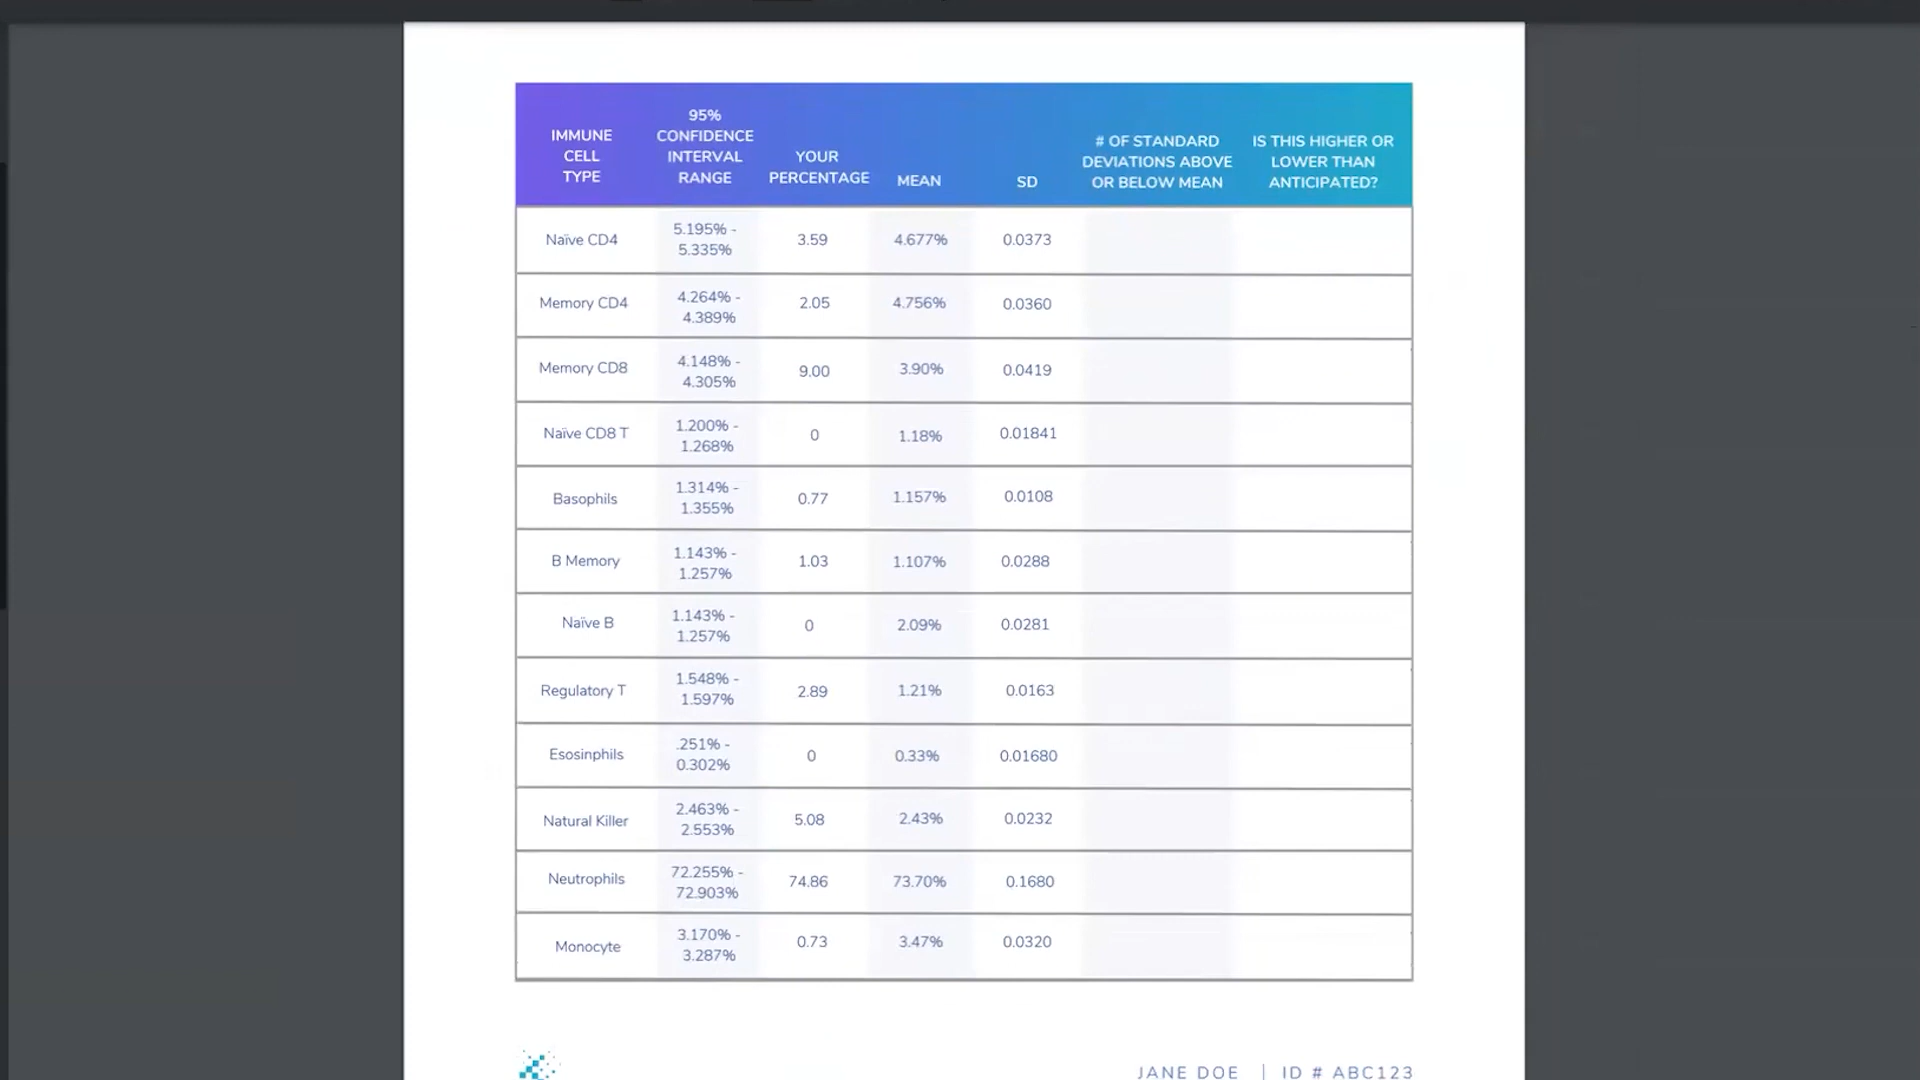 IMMUNE
CELL
TYPE
95%
CONFIDENCE
INTERVAL
RANGE
YOUR
PERCENTAGE
MEAN
SD
# OF STANDARD
DEVIATIONS ABOVE
OR BELOW MEAN
IS THIS HIGHER OR
LOWER THAN
ANTICIPATED?
Naïve CD4
5.195% -
5.335%
3.59
4.677%
0.0373
Memory CD4
4.264% -
4.389%
2.05
4.756%
0.0360
Memory CD8
4.148% -
4.305%
9.00
3.90%
0.0419
Naïve CD8 T
1.200% -
1.268%
0
1.18%
0.01841
Basophils
1.314% -
1.355%
0.77
1.157%
0.0108
B Memory
1.143% -
1.257%
1.03
1.107%
0.0288
Naïve B
1.143% -
1.257%
0
2.09%
0.0281
Regulatory T
1.548% -
1.597%
2.89
1.21%
0.0163
Esosinphils
.251% -
0.302%
0
0.33%
0.01680
Natural Killer
2.463% -
2.553%
5.08
2.43%
0.0232
Neutrophils
72.255% -
72.903%
74.86
73.70%
0.1680
Monocyte
3.170% -
3.287%
0.73
3.47%
0.0320
JANE DOE | ID # ABC123